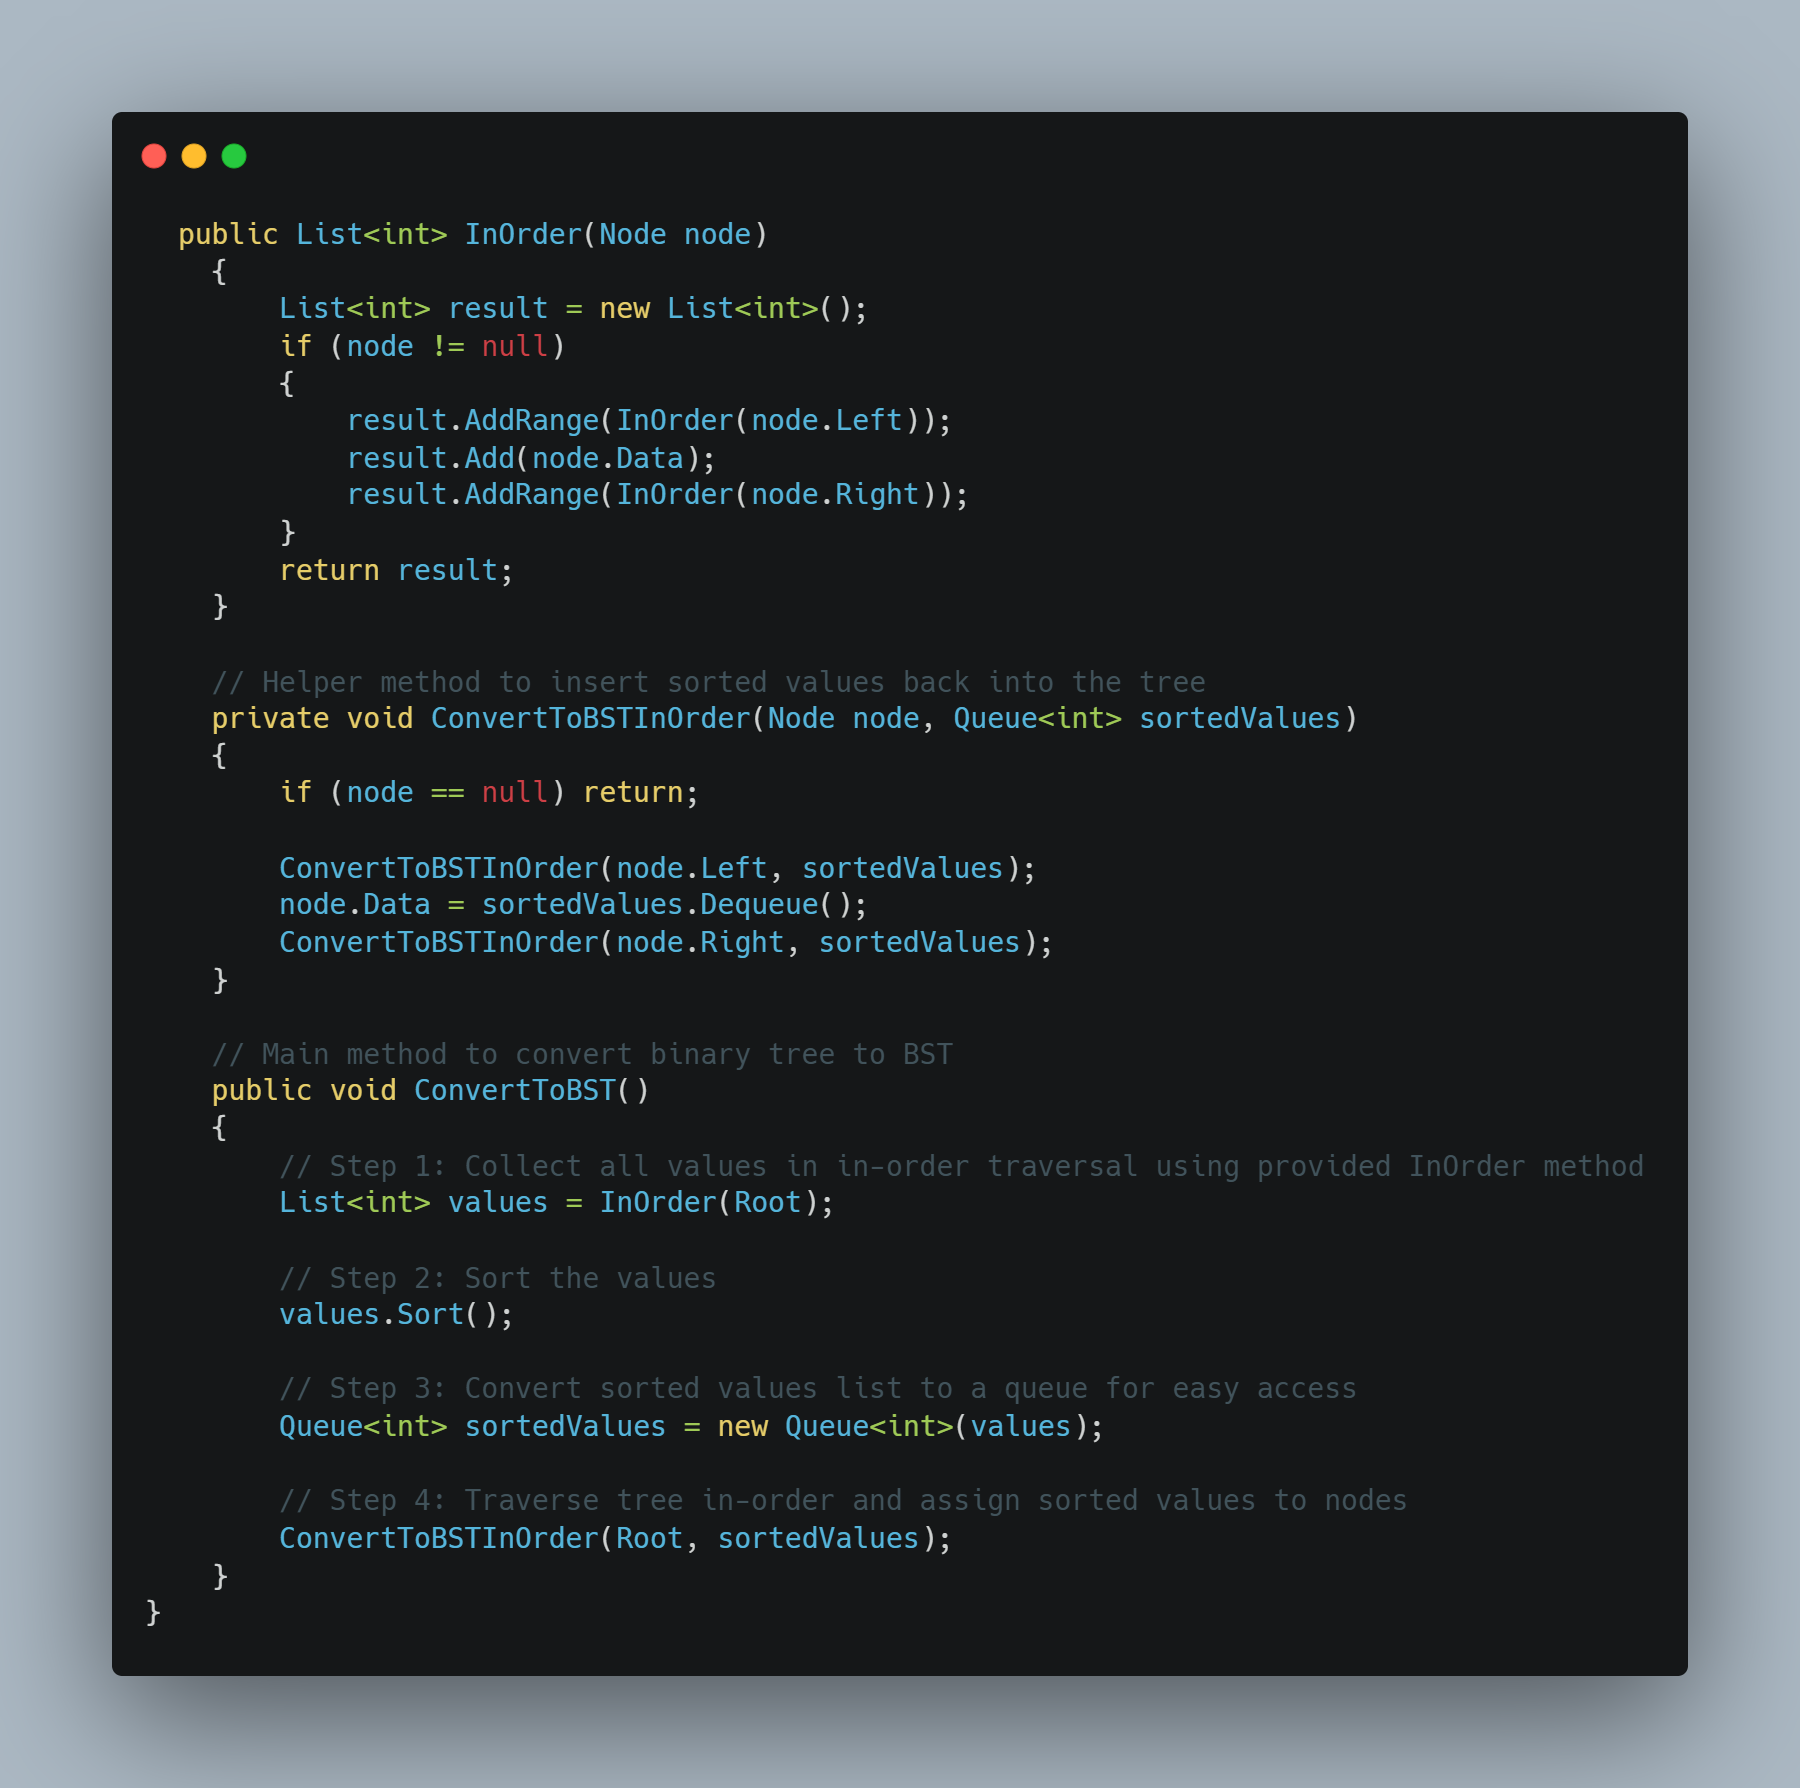 public List<int> InOrder(Node node)
{
List<int> result = new List<int>();
if (node != null)
{
result.AddRange(InOrder(node.Left));
result.Add(node.Data);
result.AddRange(InOrder(node.Right));
}
return result;
}
// Helper method to insert sorted values back into the tree
private void ConvertToBSTInOrder(Node node, Queue<int> sortedValues)
{
if (node == null) return;
ConvertToBSTInOrder(node.Left, sortedValues);
node.Data = sortedValues.Dequeue();
ConvertToBSTInOrder(node.Right, sortedValues);
}
// Main method to convert binary tree to BST
public void ConvertToBST()
{
// Step 1: Collect all values in in-order traversal using provided InOrder method
List<int> values = InOrder(Root);
// Step 2: Sort the values
values.Sort();
// Step 3: Convert sorted values list to a queue for easy access
Queue<int> sortedValues = new Queue<int>(values);
// Step 4: Traverse tree in-order and assign sorted values to nodes
ConvertToBSTInOrder(Root, sortedValues);
}
}